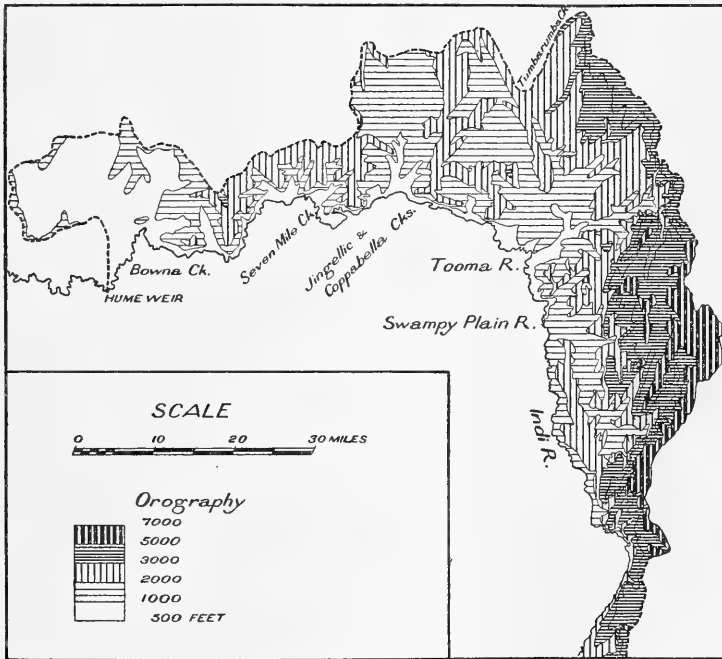 Tumbarumba Ck.
Seven Mile Ck.
Jingellic &
Coppabella Cks.
Bowna Ck.
HUME WEIR
Tooma R.
Swampy Plain R.
Indi R.
SCALE
0 10 20 30 MILES
Orography
7000
5000
3000
2000
1000
500 FEET